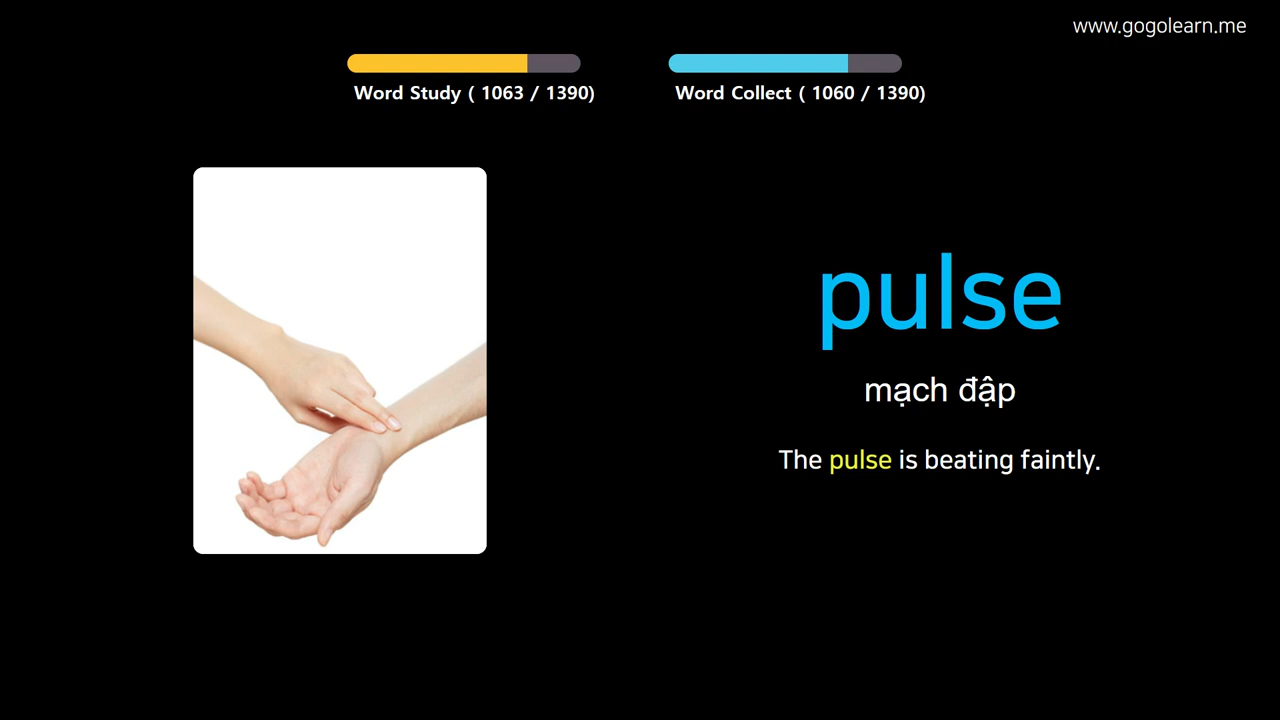 www.gogolearn.me
Word Study ( 1063 / 1390)
Word Collect ( 1060 / 1390)
pulse
mạch đập
The pulse is beating faintly.